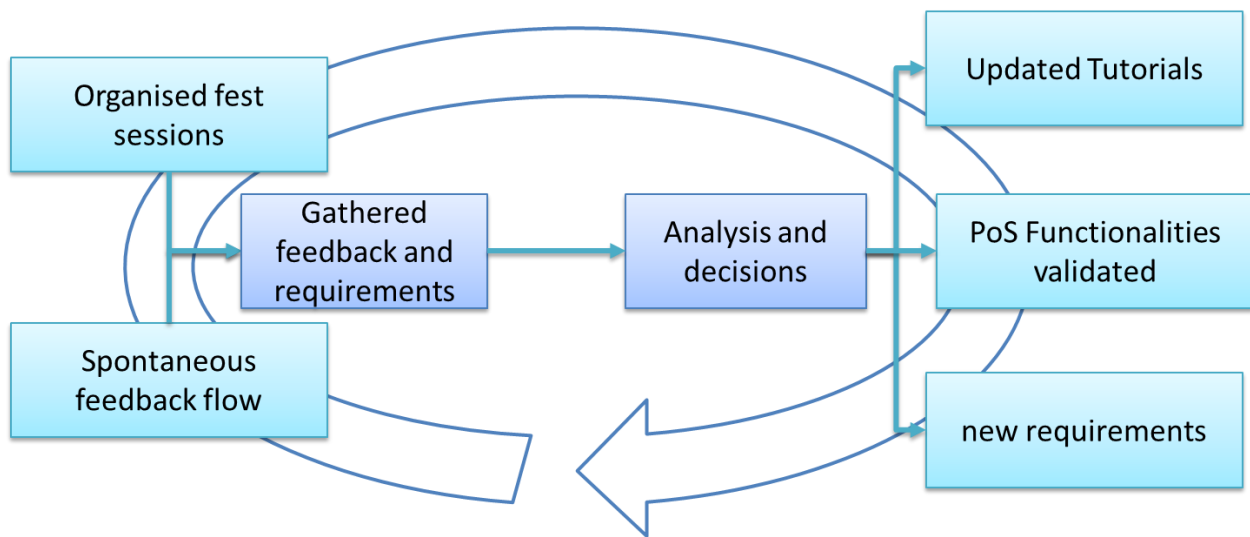 Organised fest
sessions
Updated Tutorials
Gathered
feedback and
requirements
Analysis and
decisions
PoS Functionalities
validated
Spontaneous
feedback flow
new requirements